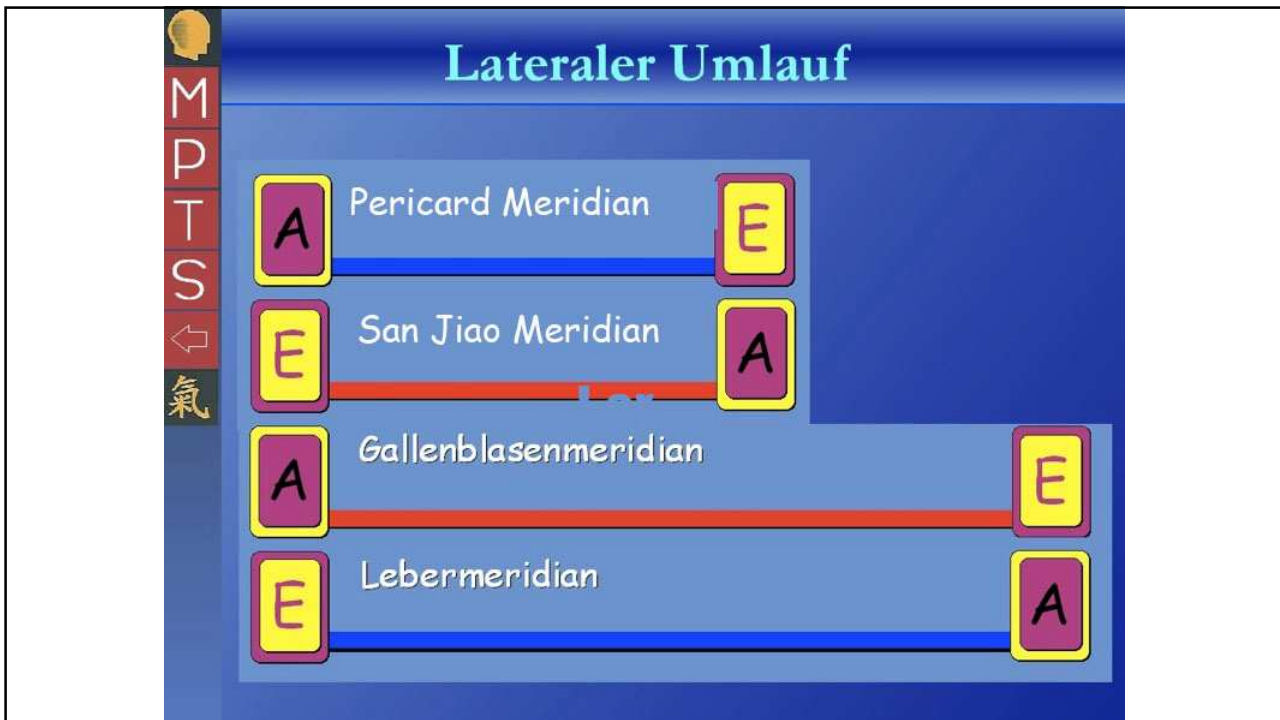 Lateraler Umlauf
M
P
T
S
氣
A Pericard Meridian E
E San Jiao Meridian A
A Gallenblasenmeridian E
E Lebermeridian A